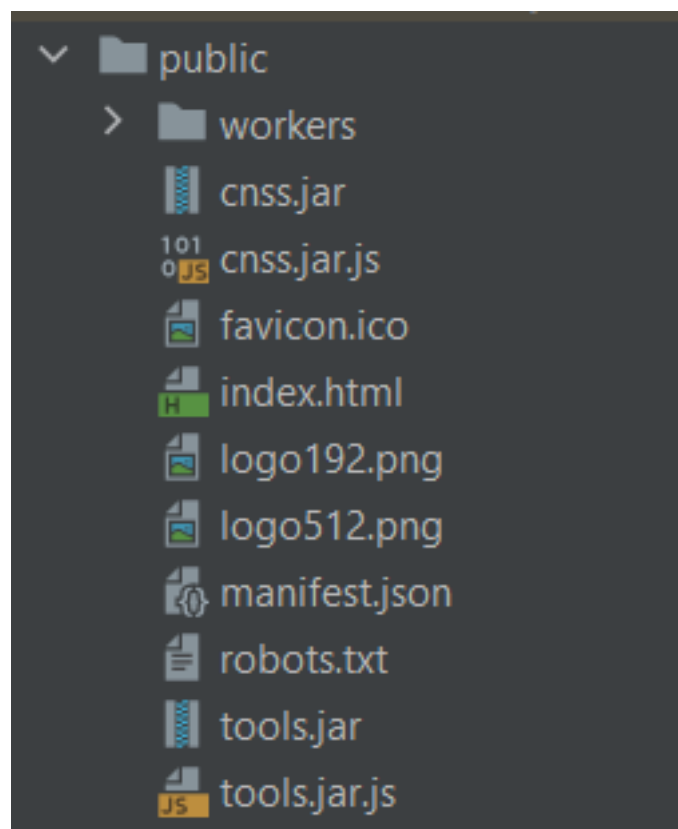 public
workers
cnss.jar
cnss.jar.js
favicon.ico
index.html
logo192.png
logo512.png
manifest.json
robots.txt
tools.jar
tools.jar.js